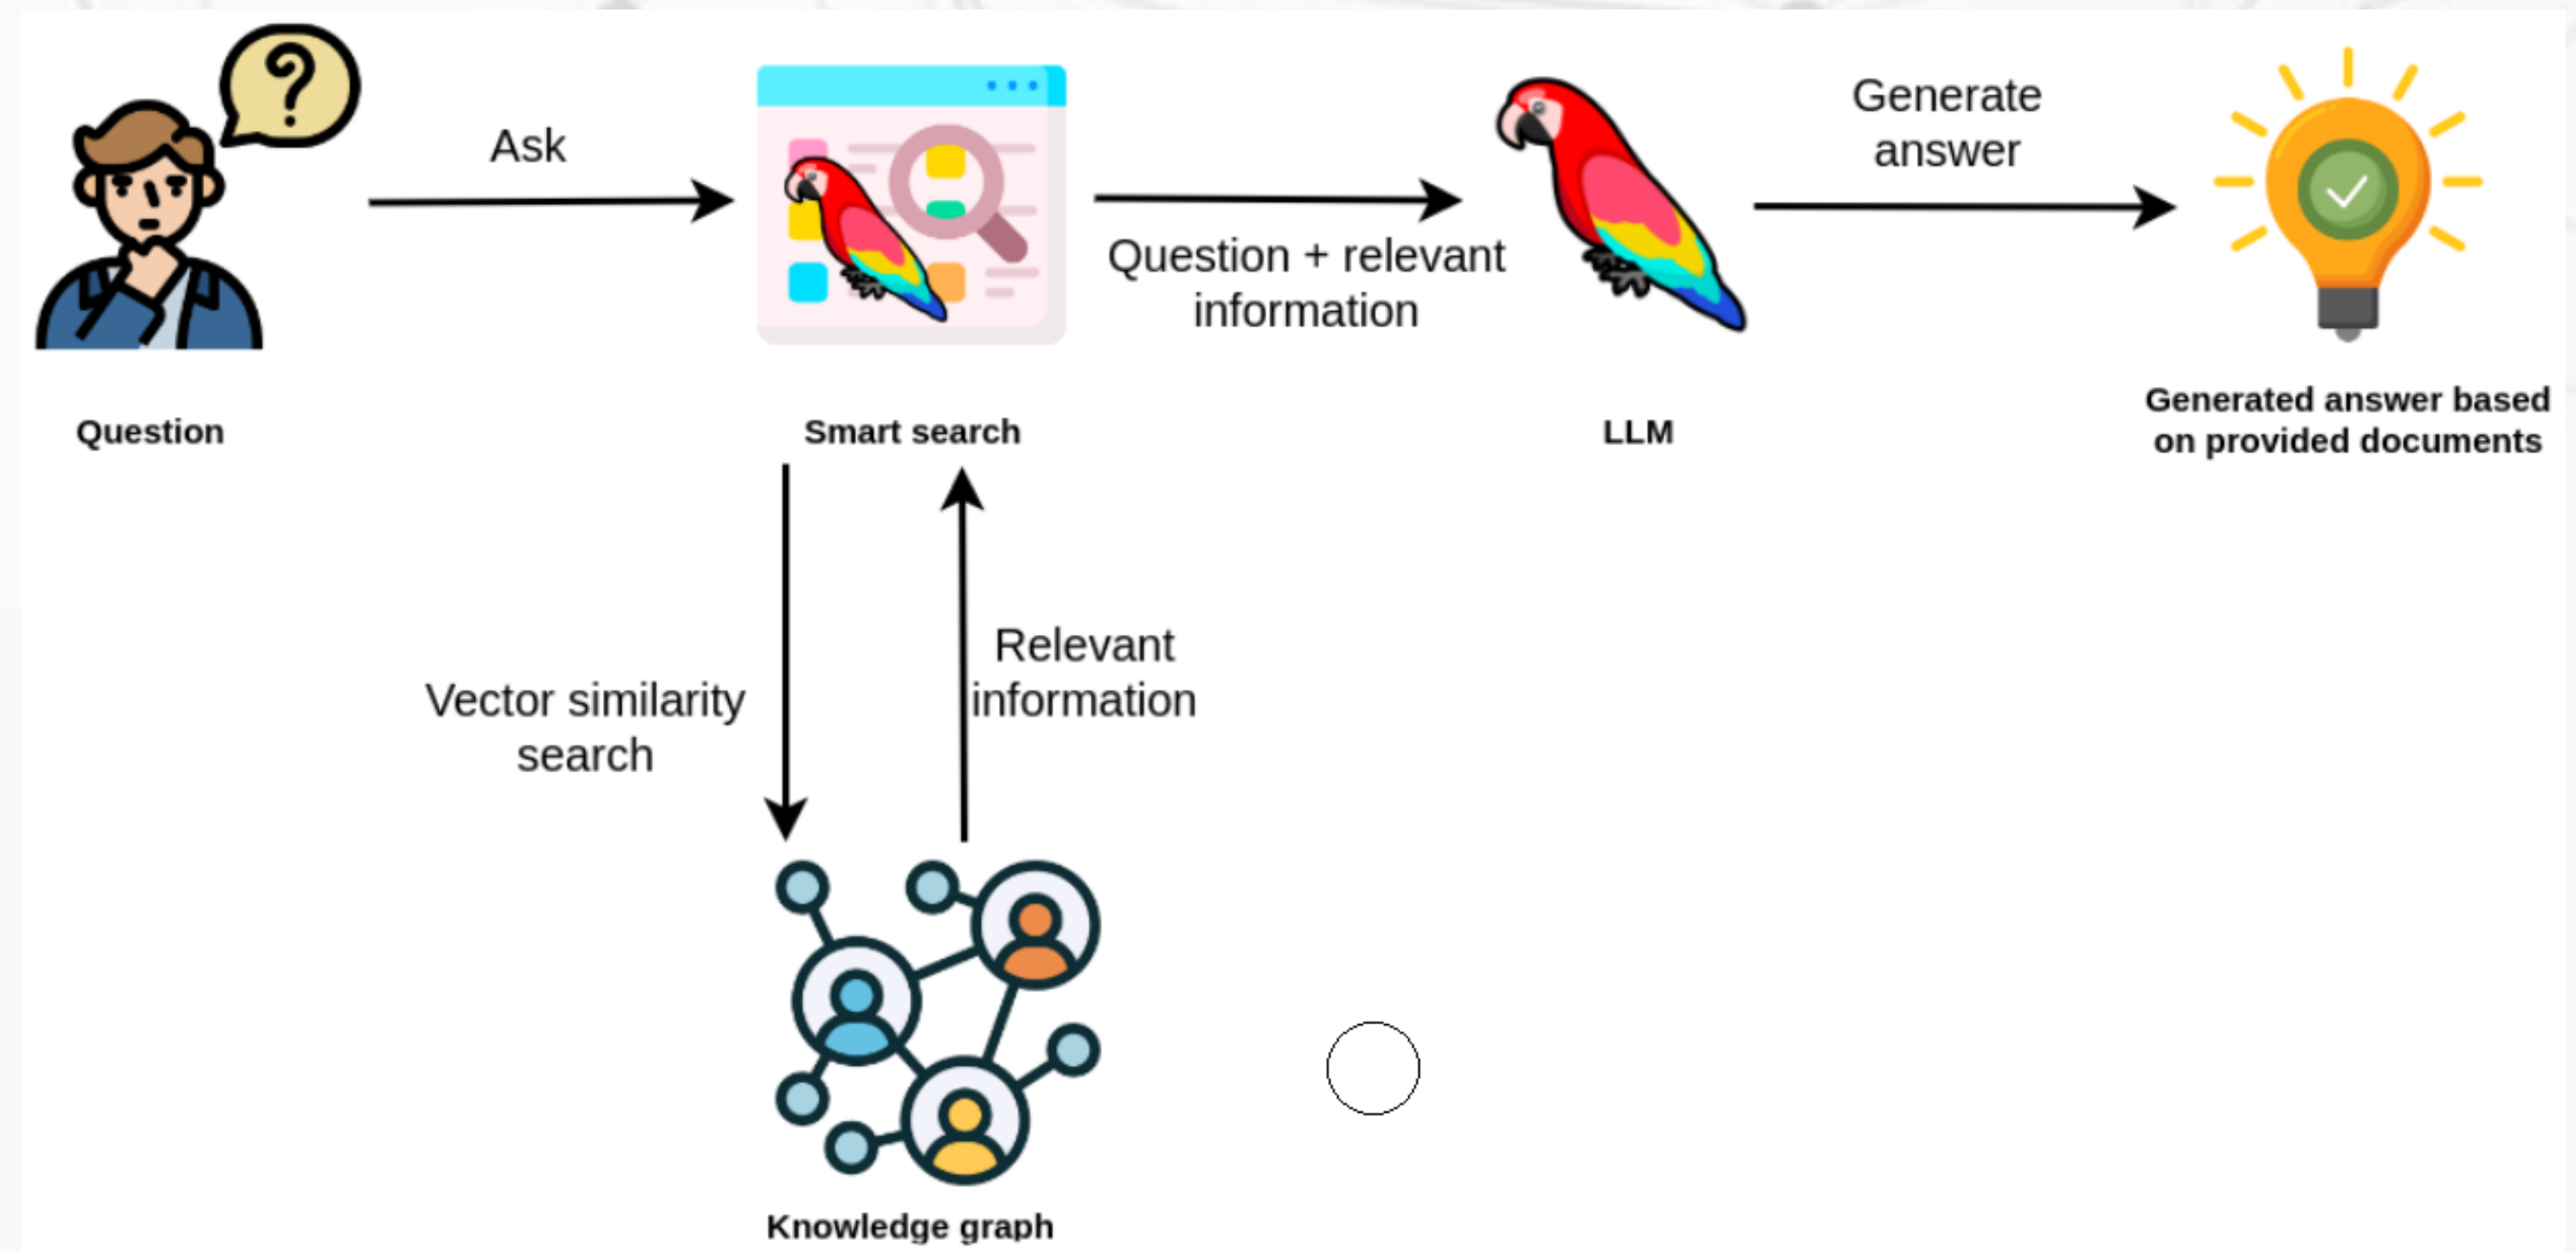 ?
Ask
Question + relevant
information
Generate
answer
Question
Smart search
LLM
Generated answer based
on provided documents
Vector similarity
search
Relevant
information
Knowledge graph